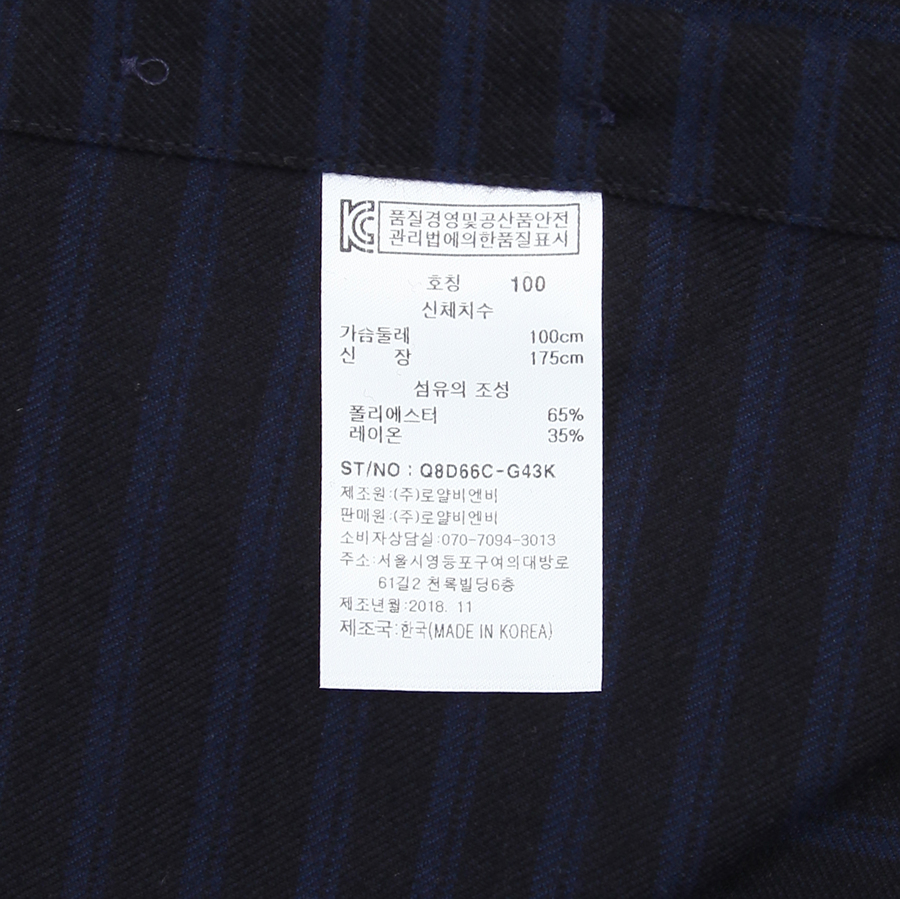 KC 품질경영및공산품안전
관리법에의한품질표시
호칭 100
신체치수
가슴둘레 100cm
신 장 175cm
섬유의 조성
폴리에스터 65%
레이온 35%
ST/NO : Q8D66C-G43K
제조원:(주)로얄비엔비
판매원:(주)로얄비엔비
소비자상담실:070-7094-3013
주소:서울시영등포구여의대방로
61길2 천록빌딩6층
제조년월:2018. 11
제조국:한국(MADE IN KOREA)